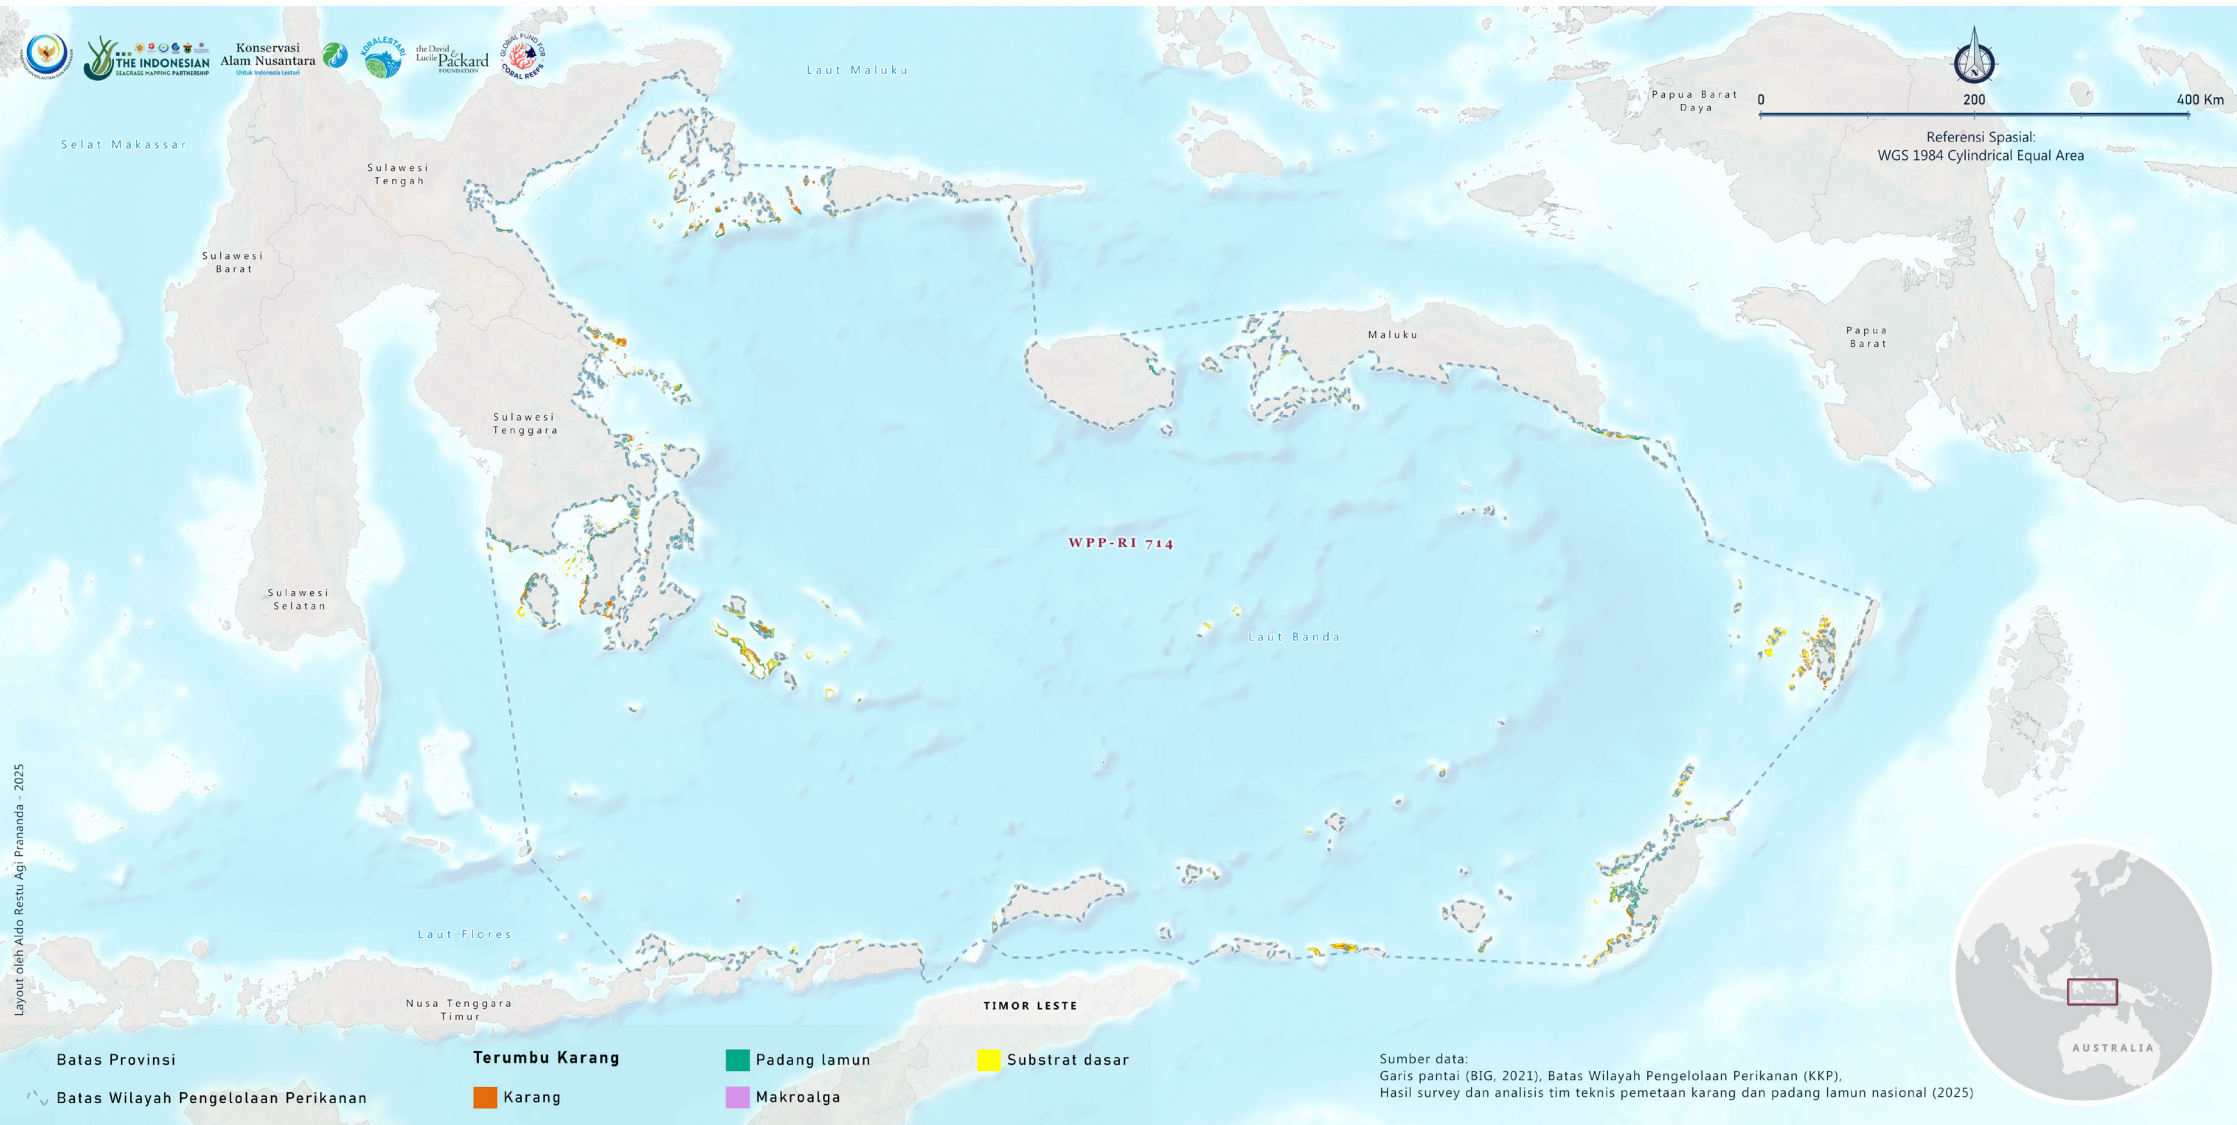 THE INDONESIAN
SEAGRASS MAPPING PARTNERSHIP
Konservasi
Alam Nusantara
Untuk Indonesia Lestari
KORALESTARI
the David &
Lucile Packard
FOUNDATION
GLOBAL FUND FOR
CORAL REEFS
Laut Maluku
Papua Barat
Daya
N
0 200 400 Km
Referensi Spasial:
WGS 1984 Cylindrical Equal Area
Selat Makassar
Sulawesi
Tengah
Sulawesi
Barat
Maluku
Papua
Barat
Sulawesi
Tenggara
WPP-RI 714
Sulawesi
Selatan
Laut Banda
Layout oleh Aldo Restu Agi Prananda - 2025
Laut Flores
Nusa Tenggara
Timur
TIMOR LESTE
AUSTRALIA
Batas Provinsi
Batas Wilayah Pengelolaan Perikanan
Terumbu Karang
Karang
Padang lamun
Makroalga
Substrat dasar
Sumber data:
Garis pantai (BIG, 2021), Batas Wilayah Pengelolaan Perikanan (KKP),
Hasil survey dan analisis tim teknis pemetaan karang dan padang lamun nasional (2025)